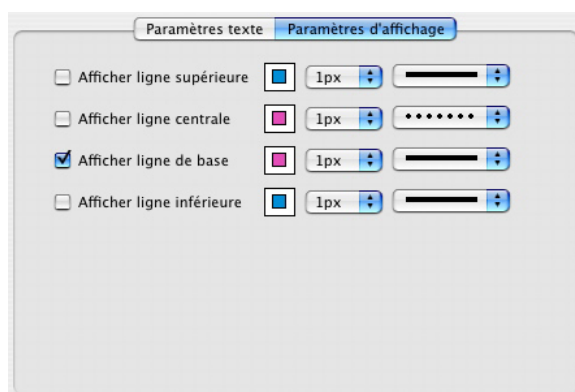 Paramètres texte Paramètres d'affichage
Afficher ligne supérieure 1px
Afficher ligne centrale 1px
Afficher ligne de base 1px
Afficher ligne inférieure 1px